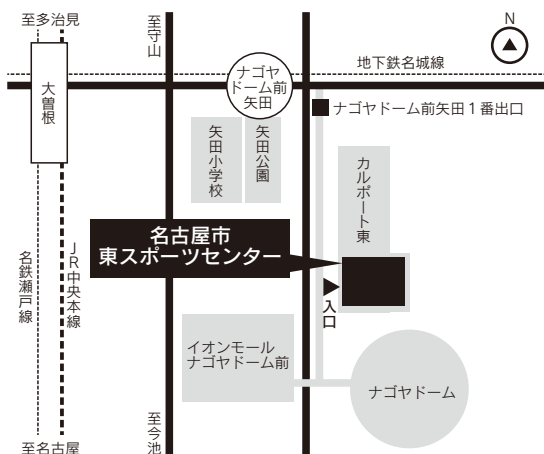 至多治見
至守山
N
地下鉄名城線
大曽根
ナゴヤ
ドーム前
矢田
ナゴヤドーム前矢田１番出口
矢田小学校
矢田公園
カルポート東
名古屋市
東スポーツセンター
名鉄瀬戸線
ＪＲ中央本線
入口
イオンモール
ナゴヤドーム前
ナゴヤドーム
至今池
至名古屋